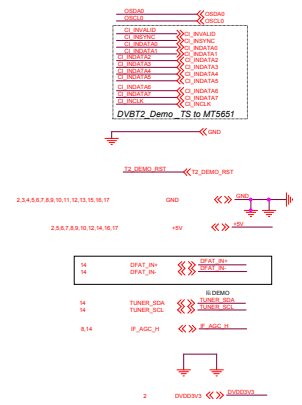 OSDA0 OSDA0
OSCL0 OSCL0
CI_INVALID CI_INVALID
CI_INSYNC CI_INSYNC
CI_INDATA0 CI_INDATA0
CI_INDATA1 CI_INDATA1
CI_INDATA2 CI_INDATA2
CI_INDATA3 CI_INDATA3
CI_INDATA4 CI_INDATA4
CI_INDATA5 CI_INDATA5
CI_INDATA6 CI_INDATA6
CI_INDATA7 CI_INDATA7
CI_INCLK CI_INCLK
DVBT2_Demo _TS to MT5651
GND
T2_DEMO_RST T2_DEMO_RST
2,3,4,5,6,7,8,9,10,11,12,13,15,16,17 GND GND
2,5,6,7,8,9,10,12,14,16,17 +5V +5V
14 DFAT_IN+ DFAT_IN+
14 DFAT_IN- DFAT_IN-
DEMO
14 TUNER_SDA TUNER_SDA
14 TUNER_SCL TUNER_SCL
8,14 IF_AGC_H IF_AGC_H
2 DVDD3V3 DVDD3V3